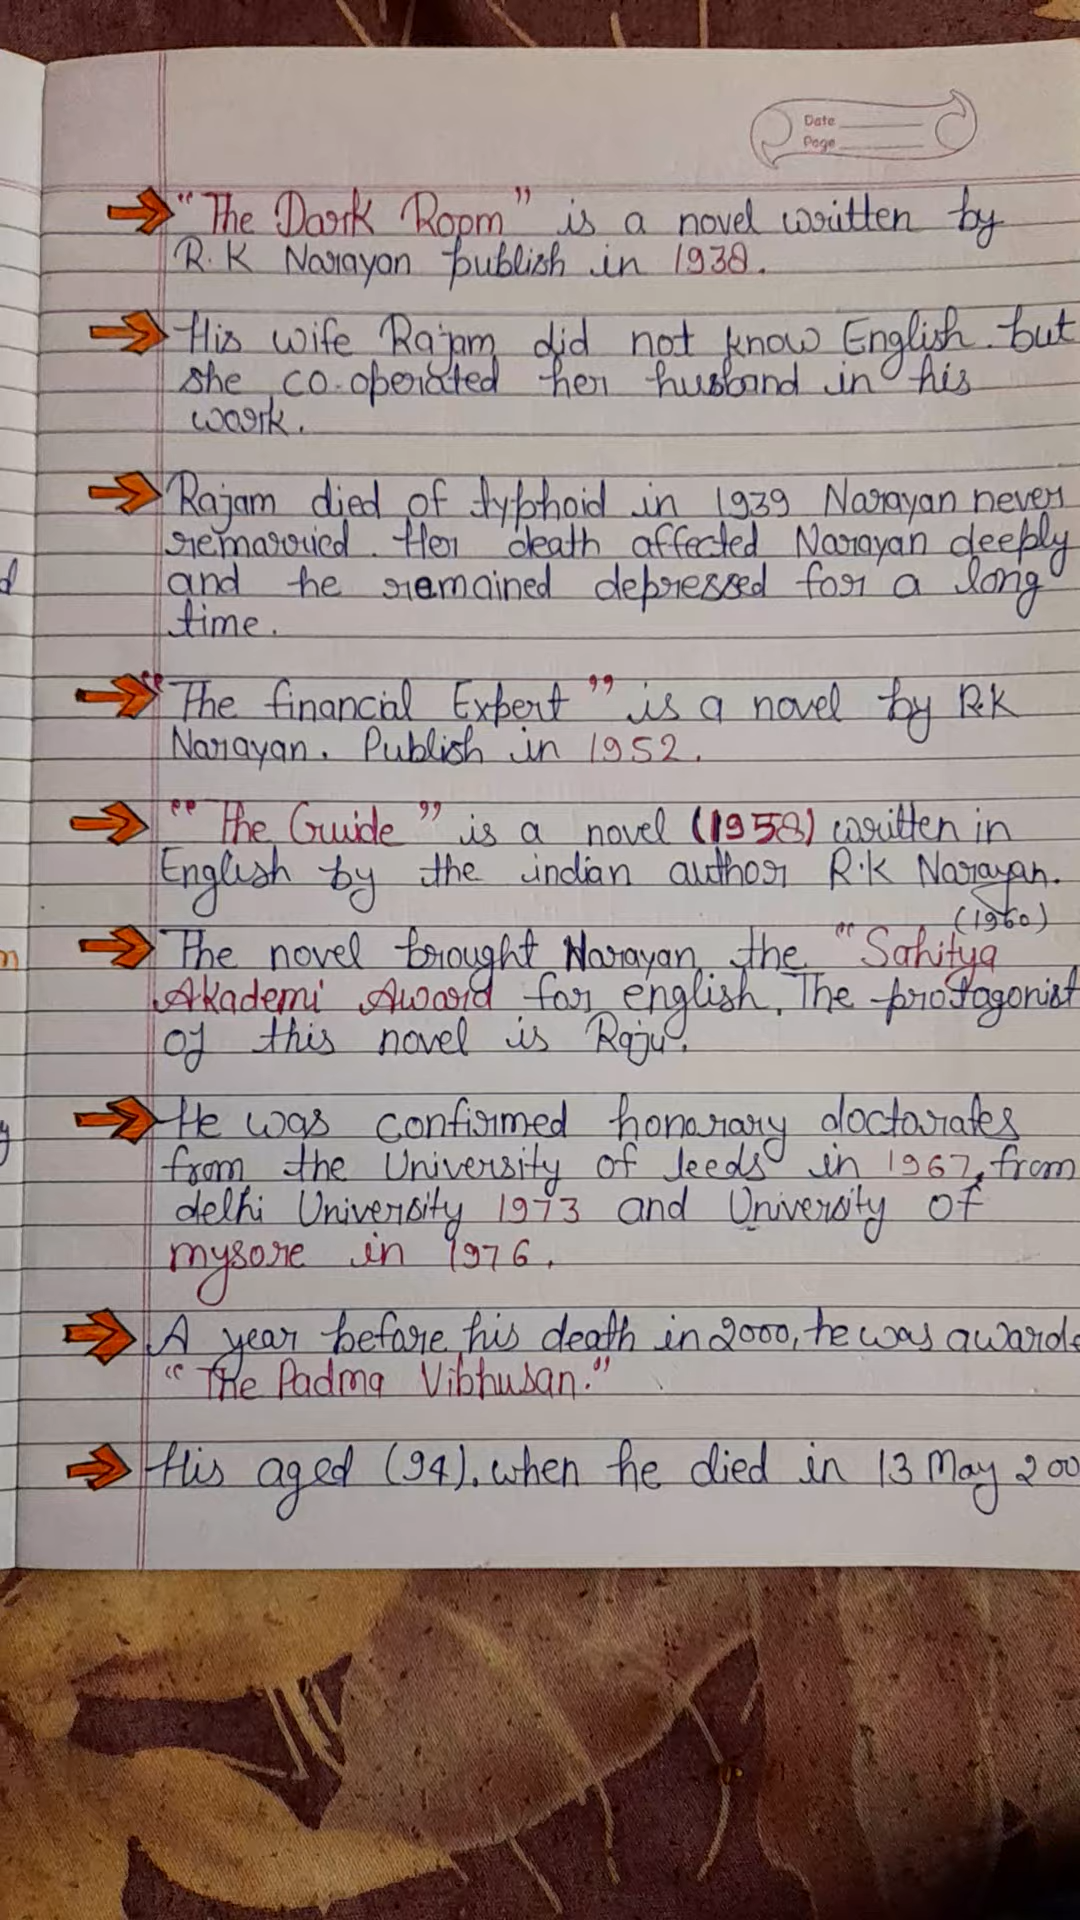 Date
Page
"The Dark Room" is a novel written by
R.K Narayan publish in 1938.
His wife Rajam did not know English but
she co-operated her husband in his
work.
Rajam died of typhoid in 1939 Narayan never
remarried. Her death affected Narayan deeply
and he remained depressed for a long
time.
"The financial Expert" is a novel by R.K
Narayan. Publish in 1952.
"The Guide" is a novel (1958) written in
English by the indian author R.K Narayan.
(1960)
The novel brought Narayan the "Sahitya
Akademi Award for english. The protagonist
of this novel is Raju.
He was confirmed honorary doctorates
from the University of leeds in 1967, from
delhi University 1973 and University of
mysore in 1976.
A year before his death in 2000, he was award
"The Padma Vibhusan."
His aged (94). when he died in 13 May 200